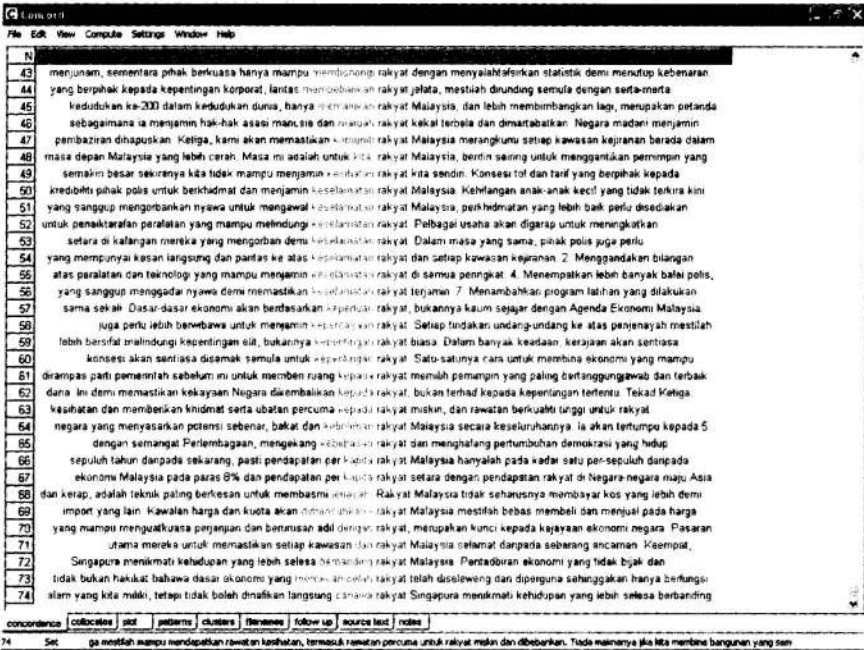 Concord
File Edit View Compute Settings Window Help
N
43 menjunam, sementara pihak berkuasa hanya mampu membohongi rakyat dengan menyalahtafsirkan statistik demi menutup kebenaran.
44 yang berpihak kepada kepentingan korporat, lantas membebankan rakyat jelata, mestilah dirunding semula dengan serta-merta
45 kedudukan ke-200 dalam kedudukan dunia, hanya rakyat Malaysia, dan lebih membimbangkan lagi, merupakan petanda
46 sebagaimana ia menjamin hak-hak asasi manusia dan maruah rakyat kekal terbela dan dimartabatkan. Negara madani menjamin
47 pembaziran dihapuskan. Ketiga, kami akan memastikan komuniti rakyat Malaysia merangkumi setiap kawasan kejiranan berada dalam
48 masa depan Malaysia yang lebih cerah. Masa ini adalah untuk kita rakyat Malaysia, berdiri seiring untuk menggantikan pemimpin yang
49 semakin besar sekiranya kita tidak mampu menjamin kesihatan rakyat kita sendiri. Konsesi tol dan tarif yang berpihak kepada
50 kredibiliti pihak polis untuk berkhidmat dan menjamin keselamatan rakyat Malaysia. Kehilangan anak-anak kecil yang tidak terkira kini
51 yang sanggup mengorbankan nyawa untuk mengawal keselamatan rakyat Malaysia, perkhidmatan yang lebih baik perlu disediakan
52 untuk penaiktarafan peralatan yang mampu melindungi keselamatan rakyat. Pelbagai usaha akan digarap untuk meningkatkan
53 setara di kalangan mereka yang mengorban demi keselamatan rakyat. Dalam masa yang sama, pihak polis juga perlu
54 yang mempunyai kesan langsung dan pantas ke atas keselamatan rakyat dan setiap kawasan kejiranan. 2. Menggandakan bilangan
55 atas peralatan dan teknologi yang mampu menjamin keselamatan rakyat di semua peringkat. 4. Menempatkan lebih banyak balai polis,
56 yang sanggup menggadai nyawa demi memastikan keselamatan rakyat terjamin. 7. Menambahkan program latihan yang dilakukan
57 sama sekali. Dasar-dasar ekonomi akan berdasarkan keperluan rakyat, bukannya kaum sejajar dengan Agenda Ekonomi Malaysia.
58 juga perlu lebih berwibawa untuk menjamin kepercayaan rakyat. Setiap tindakan undang-undang ke atas penjenayah mestilah
59 lebih bersifat melindungi kepentingan elit, bukannya kepentingan rakyat biasa. Dalam banyak keadaan, kerajaan akan sentiasa
60 konsesi akan sentiasa disemak semula untuk kepentingan rakyat. Satu-satunya cara untuk membina ekonomi yang mampu
61 dirampas parti pemerintah sebelum ini untuk memberi ruang kepada rakyat memilih pemimpin yang paling bertanggungjawab dan terbaik
62 dana. Ini demi memastikan kekayaan Negara dikembalikan kepada rakyat, bukan terhad kepada kepentingan tertentu. Tekad Ketiga:
63 kesihatan dan memberikan khidmat serta ubatan percuma kepada rakyat miskin, dan rawatan berkualiti tinggi untuk rakyat
64 negara yang menyasarkan potensi sebenar, bakat dan kebolehan rakyat Malaysia secara keseluruhannya. Ia akan tertumpu kepada 5
65 dengan semangat Perlembagaan, mengekang kebebasan rakyat dan menghalang pertumbuhan demokrasi yang hidup
66 sepuluh tahun daripada sekarang, pasti pendapatan per kapita rakyat Malaysia hanyalah pada kadar satu per-sepuluh daripada
67 ekonomi Malaysia pada paras 8% dan pendapatan per kapita rakyat setara dengan pendapatan rakyat di Negara-negara maju Asia
68 dan kerap, adalah teknik paling berkesan untuk membasmi jenayah. Rakyat Malaysia tidak seharusnya membayar kos yang lebih demi
69 import yang lain. Kawalan harga dan kuota akan rakyat Malaysia mestilah bebas membeli dan menjual pada harga
70 yang mampu menguatkuasa perjanjian dan berurusan adil dengan rakyat, merupakan kunci kepada kejayaan ekonomi negara. Pasaran
71 utama mereka untuk memastikan setiap kawasan dan rakyat Malaysia selamat daripada sebarang ancaman. Keempat,
72 Singapura menikmati kehidupan yang lebih selesa berbanding rakyat Malaysia. Pentadbiran ekonomi yang tidak bijak dan
73 tidak bukan hakikat bahawa dasar ekonomi yang rakyat telah diseleweng dan diperguna sehinggakan hanya berfungsi
74 alam yang kita miliki, tetapi tidak boleh dinafikan langsung bahawa rakyat Singapura menikmati kehidupan yang lebih selesa berbanding
concordance collocates plot patterns clusters filenames follow up source text notes
74 Set ga mestilah mampu mendapatkan rawatan kesihatan, termasuk rawatan percuma untuk rakyat miskin dan dibebankan. Tiada maknanya jika kita membina bangunan yang sem